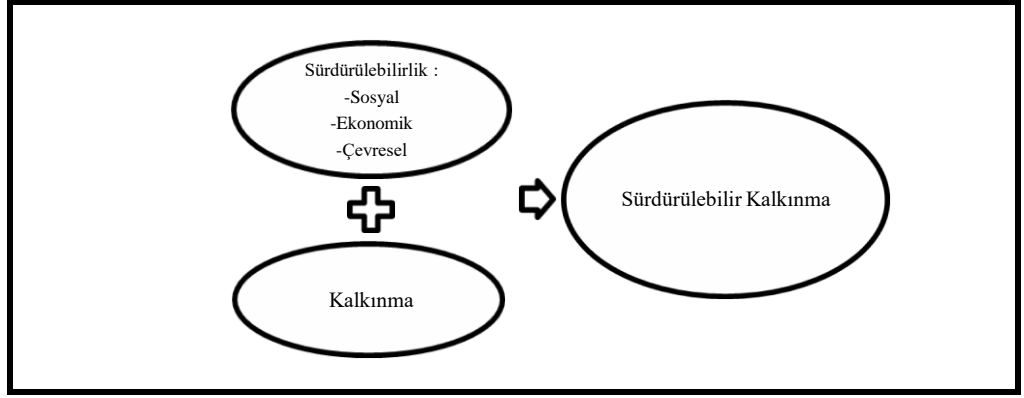 Sürdürülebilirlik :
-Sosyal
-Ekonomik
-Çevresel
Kalkınma
Sürdürülebilir Kalkınma